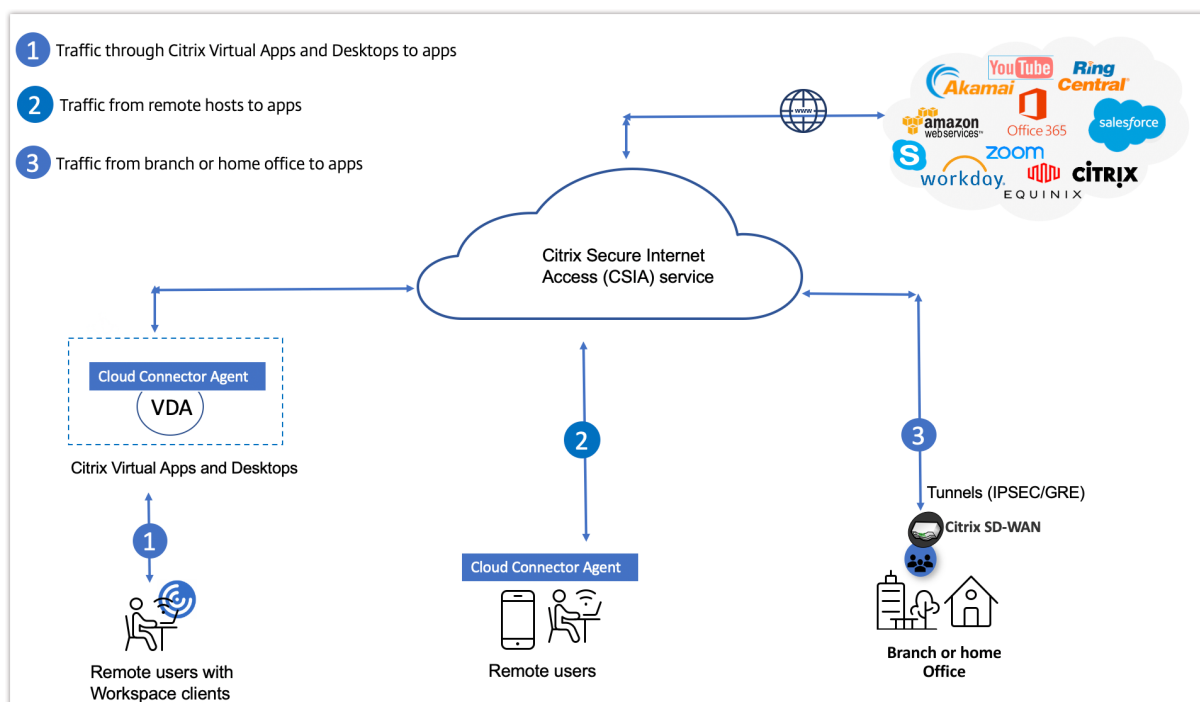 1 Traffic through Citrix Virtual Apps and Desktops to apps
2 Traffic from remote hosts to apps
3 Traffic from branch or home office to apps
www
YouTube
Ring
Central
Akamai
amazon
web services™
Office 365
salesforce
S
zoom
workday.
EQUINIX
CİTRIX
Citrix Secure Internet
Access (CSIA) service
Cloud Connector Agent
VDA
Citrix Virtual Apps and Desktops
1
Remote users with
Workspace clients
2
Cloud Connector Agent
Remote users
3
Tunnels (IPSEC/GRE)
Citrix SD-WAN
Branch or home
Office